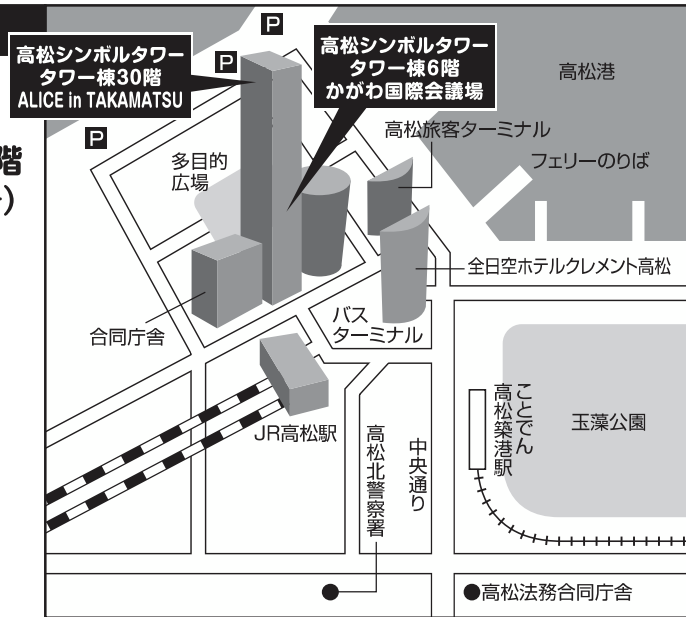 P
高松シンボルタワー
タワー棟30階
ALICE in TAKAMATSU
P
高松シンボルタワー
タワー棟6階
かがわ国際会議場
高松港
P
高松旅客ターミナル
階
多目的
広場
フェリーのりば
)
全日空ホテルクレメント高松
合同庁舎
バス
ターミナル
JR高松駅
高松北警察署
中央通り
ことでん
高松築港駅
玉藻公園
高松法務合同庁舎